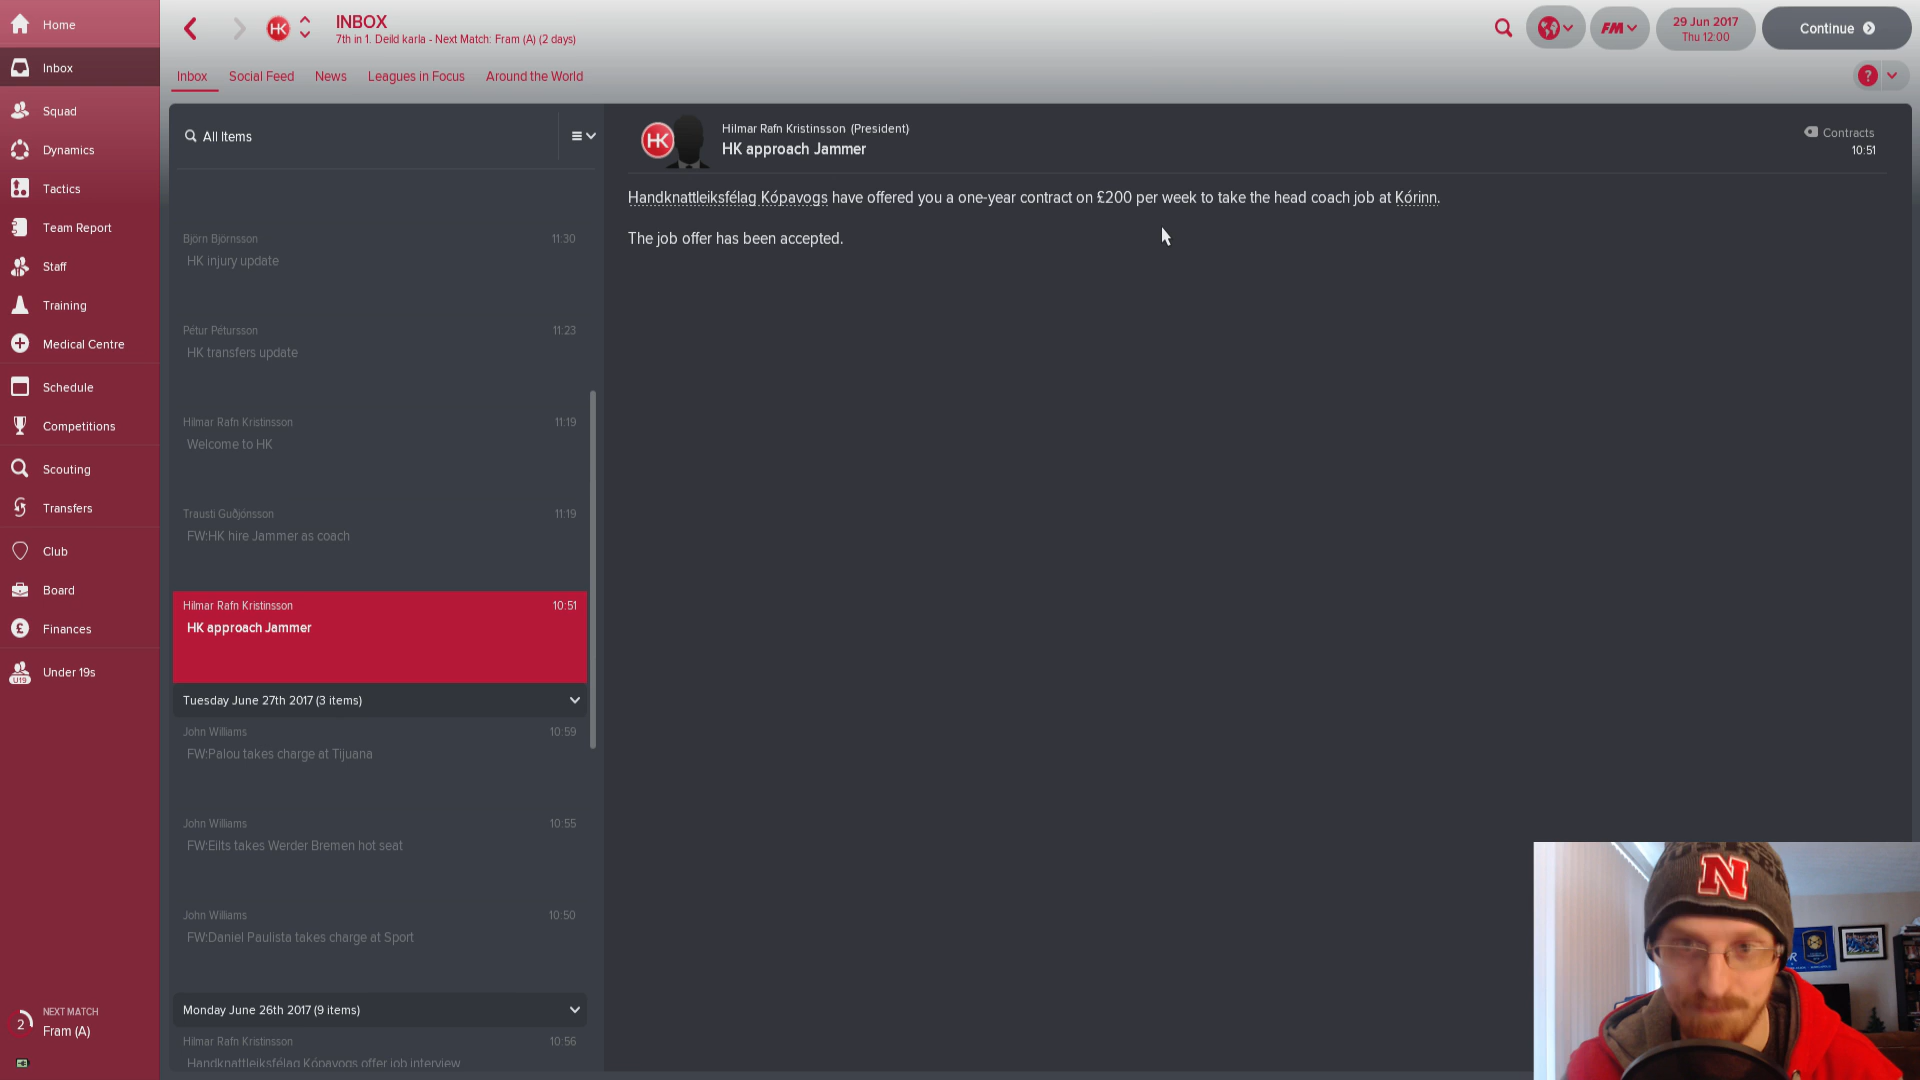 Home
Inbox
Squad
Dynamics
Tactics
Team Report
Staff
Training
Medical Centre
Schedule
Competitions
Scouting
Transfers
Club
Board
Finances
U19
Under 19s
2
NEXT MATCH
Fram (A)
HK
INBOX
7th in 1. Deild karla - Next Match: Fram (A) (2 days)
FM
29 Jun 2017
Thu 12:00
Continue
Inbox
Social Feed
News
Leagues in Focus
Around the World
?
All Items
Björn Björnsson 11:30
HK injury update
Pétur Pétursson 11:23
HK transfers update
Hilmar Rafn Kristinsson 11:19
Welcome to HK
Trausti Guðjónsson 11:19
FW:HK hire Jammer as coach
Hilmar Rafn Kristinsson 10:51
HK approach Jammer
Tuesday June 27th 2017 (3 items)
John Williams 10:59
FW:Palou takes charge at Tijuana
John Williams 10:55
FW:Eilts takes Werder Bremen hot seat
John Williams 10:50
FW:Daniel Paulista takes charge at Sport
Monday June 26th 2017 (9 items)
Hilmar Rafn Kristinsson 10:56
Handknattleiksfélag Kópavogs offer job interview
HK
Hilmar Rafn Kristinsson (President)
HK approach Jammer
Contracts
10:51
Handknattleiksfélag Kópavogs have offered you a one-year contract on £200 per week to take the head coach job at Kórinn.
The job offer has been accepted.
N